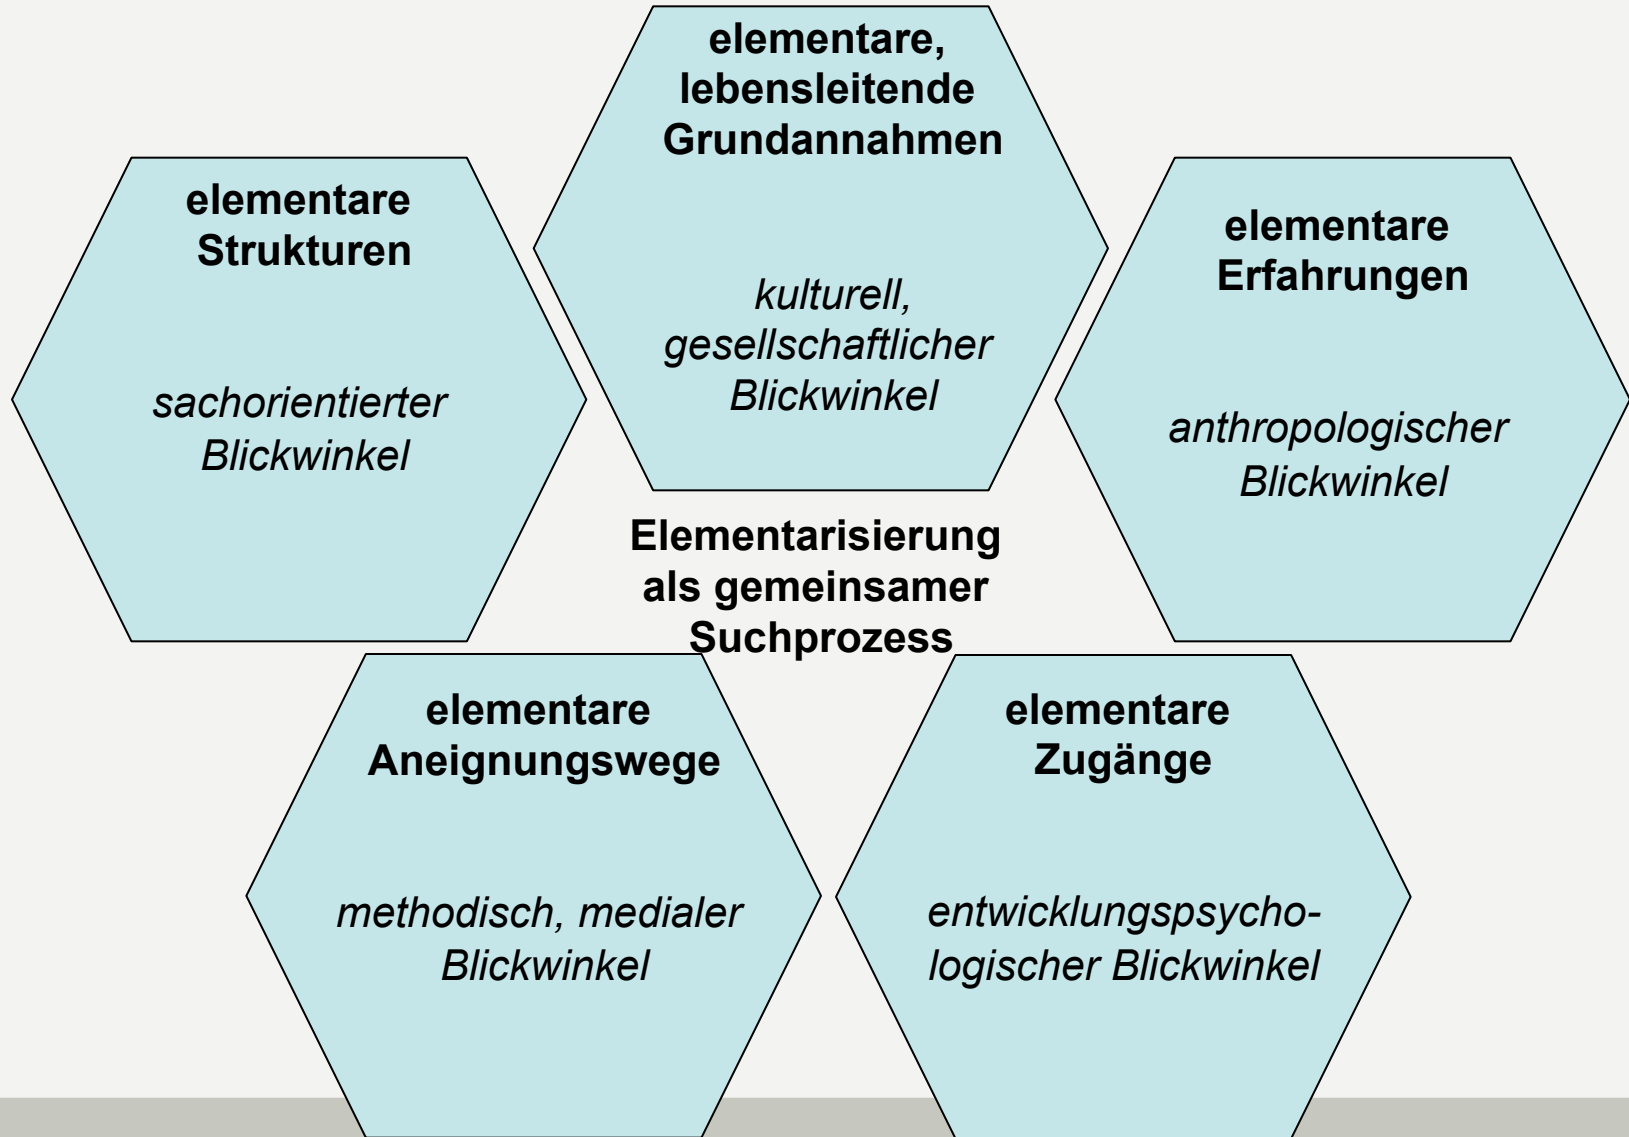 elementare,
lebensleitende
Grundannahmen
kulturell,
gesellschaftlicher
Blickwinkel
elementare
Strukturen
sachorientierter
Blickwinkel
elementare
Erfahrungen
anthropologischer
Blickwinkel
Elementarisierung
als gemeinsamer
Suchprozess
elementare
Aneignungswege
methodisch, medialer
Blickwinkel
elementare
Zugänge
entwicklungspsycho-
logischer Blickwinkel